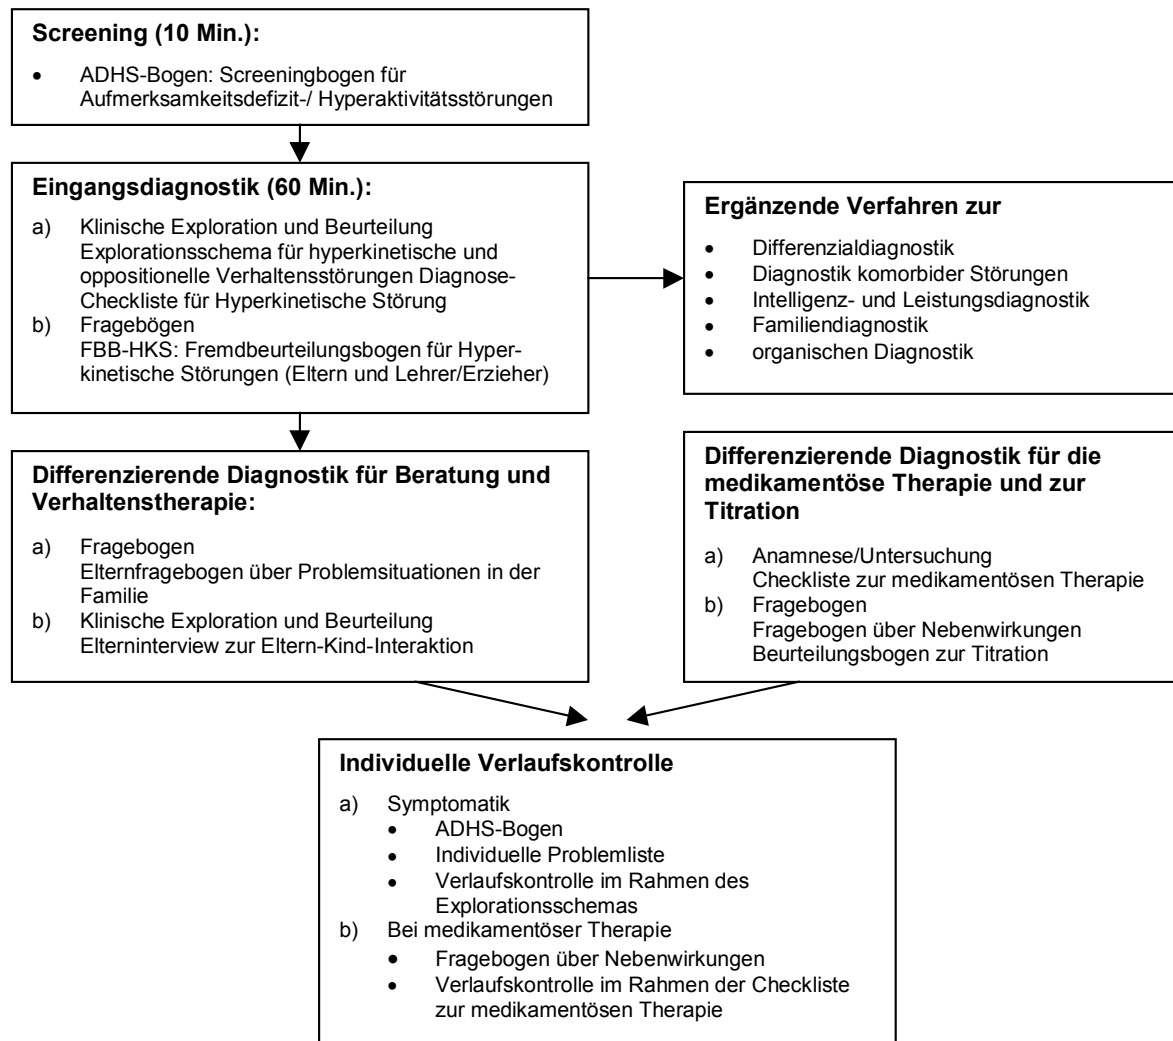 Screening (10 Min.):
• ADHS-Bogen: Screeningbogen für
Aufmerksamkeitsdefizit-/ Hyperaktivitätsstörungen
Eingangsdiagnostik (60 Min.):
a) Klinische Exploration und Beurteilung
Explorationsschema für hyperkinetische und
oppositionelle Verhaltensstörungen Diagnose-
Checkliste für Hyperkinetische Störung
b) Fragebögen
FBB-HKS: Fremdbeurteilungsbogen für Hyper-
kinetische Störungen (Eltern und Lehrer/Erzieher)
Ergänzende Verfahren zur
• Differenzialdiagnostik
• Diagnostik komorbider Störungen
• Intelligenz- und Leistungsdiagnostik
• Familiendiagnostik
• organischen Diagnostik
Differenzierende Diagnostik für Beratung und
Verhaltenstherapie:
a) Fragebogen
Elternfragebogen über Problemsituationen in der
Familie
b) Klinische Exploration und Beurteilung
Elterninterview zur Eltern-Kind-Interaktion
Differenzierende Diagnostik für die
medikamentöse Therapie und zur
Titration
a) Anamnese/Untersuchung
Checkliste zur medikamentösen Therapie
b) Fragebogen
Fragebogen über Nebenwirkungen
Beurteilungsbogen zur Titration
Individuelle Verlaufskontrolle
a) Symptomatik
• ADHS-Bogen
• Individuelle Problemliste
• Verlaufskontrolle im Rahmen des
Explorationsschemas
b) Bei medikamentöser Therapie
• Fragebogen über Nebenwirkungen
• Verlaufskontrolle im Rahmen der Checkliste
zur medikamentösen Therapie